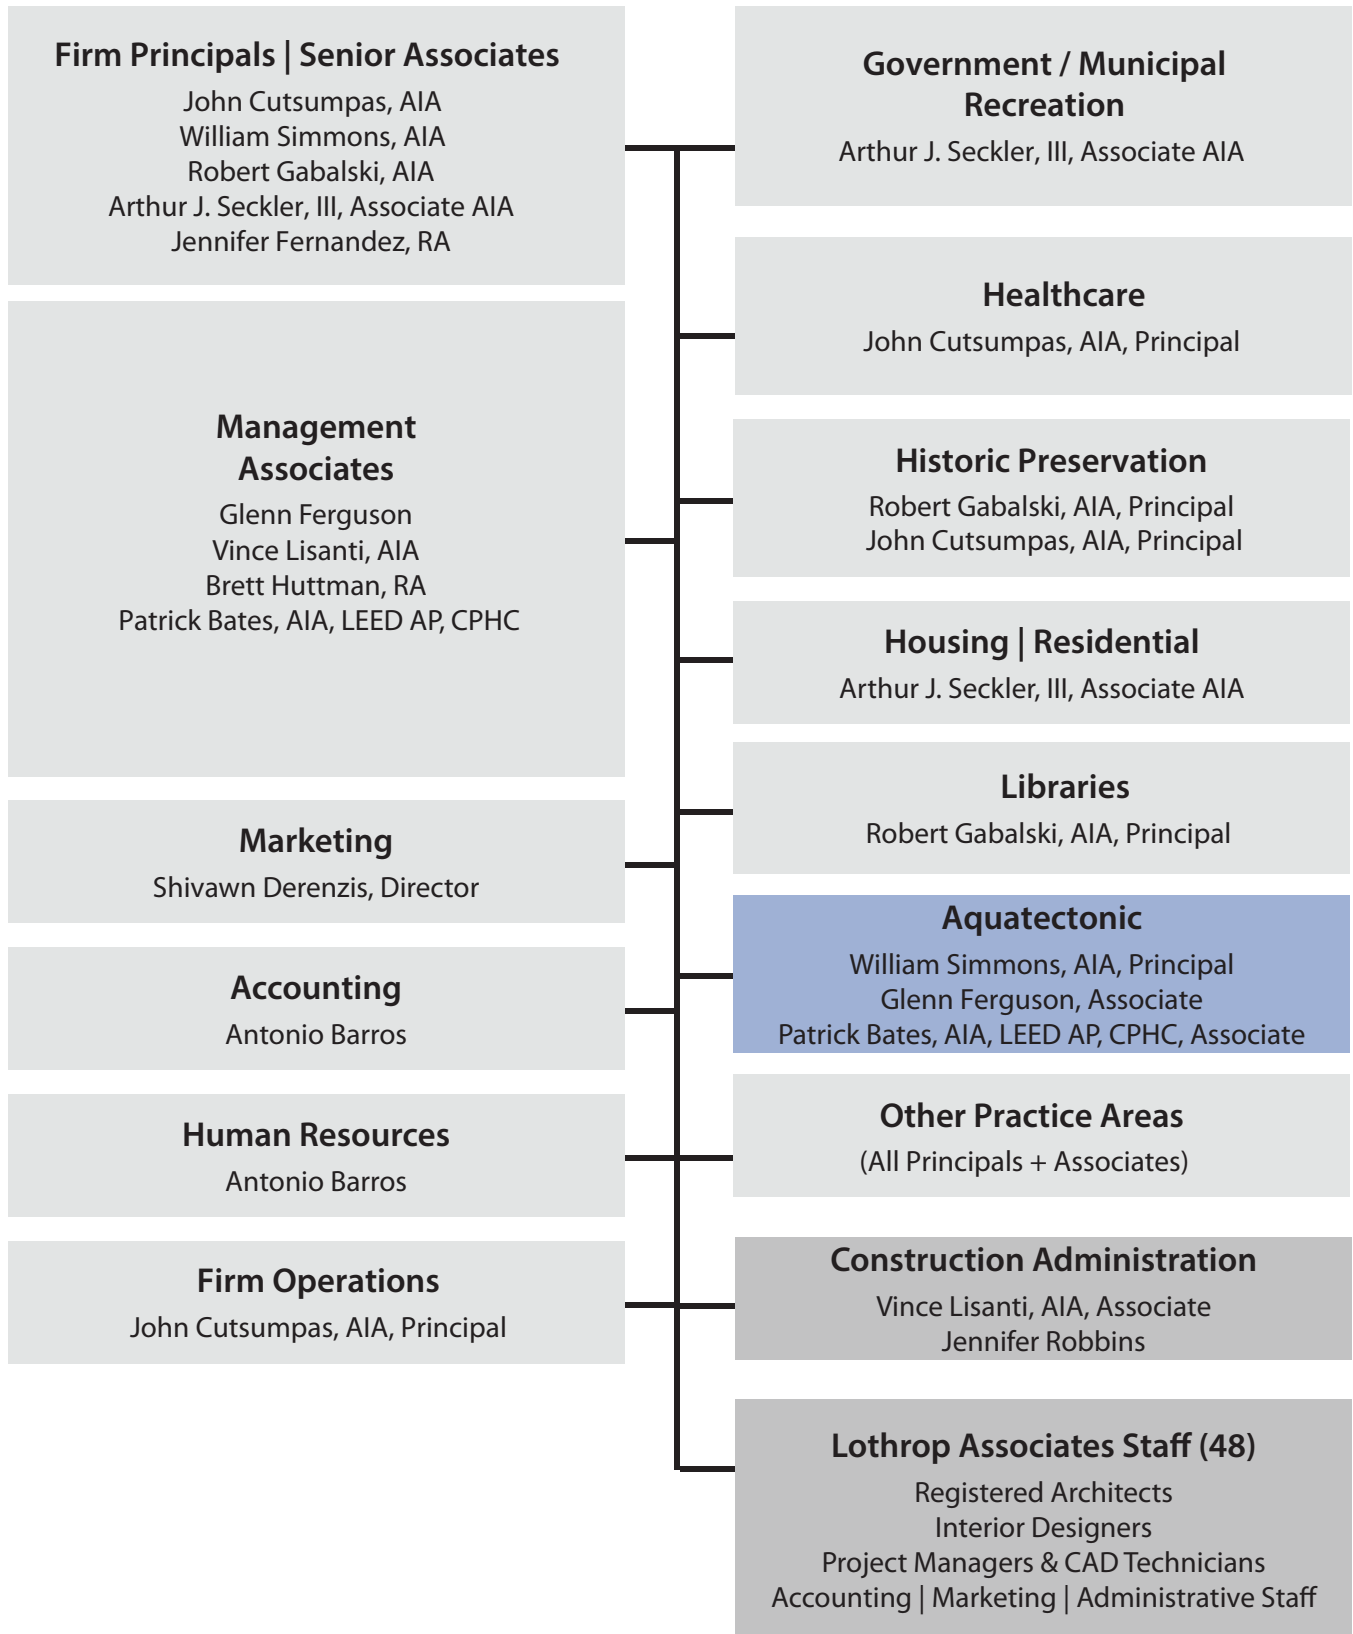 Firm Principals | Senior Associates
John Cutsumpas, AIA
William Simmons, AIA
Robert Gabalski, AIA
Arthur J. Seckler, III, Associate AIA
Jennifer Fernandez, RA
Management
Associates
Glenn Ferguson
Vince Lisanti, AIA
Brett Huttman, RA
Patrick Bates, AIA, LEED AP, CPHC
Marketing
Shivawn Derenzis, Director
Accounting
Antonio Barros
Human Resources
Antonio Barros
Firm Operations
John Cutsumpas, AIA, Principal
Government / Municipal
Recreation
Arthur J. Seckler, III, Associate AIA
Healthcare
John Cutsumpas, AIA, Principal
Historic Preservation
Robert Gabalski, AIA, Principal
John Cutsumpas, AIA, Principal
Housing | Residential
Arthur J. Seckler, III, Associate AIA
Libraries
Robert Gabalski, AIA, Principal
Aquatectonic
William Simmons, AIA, Principal
Glenn Ferguson, Associate
Patrick Bates, AIA, LEED AP, CPHC, Associate
Other Practice Areas
(All Principals + Associates)
Construction Administration
Vince Lisanti, AIA, Associate
Jennifer Robbins
Lothrop Associates Staff (48)
Registered Architects
Interior Designers
Project Managers & CAD Technicians
Accounting | Marketing | Administrative Staff